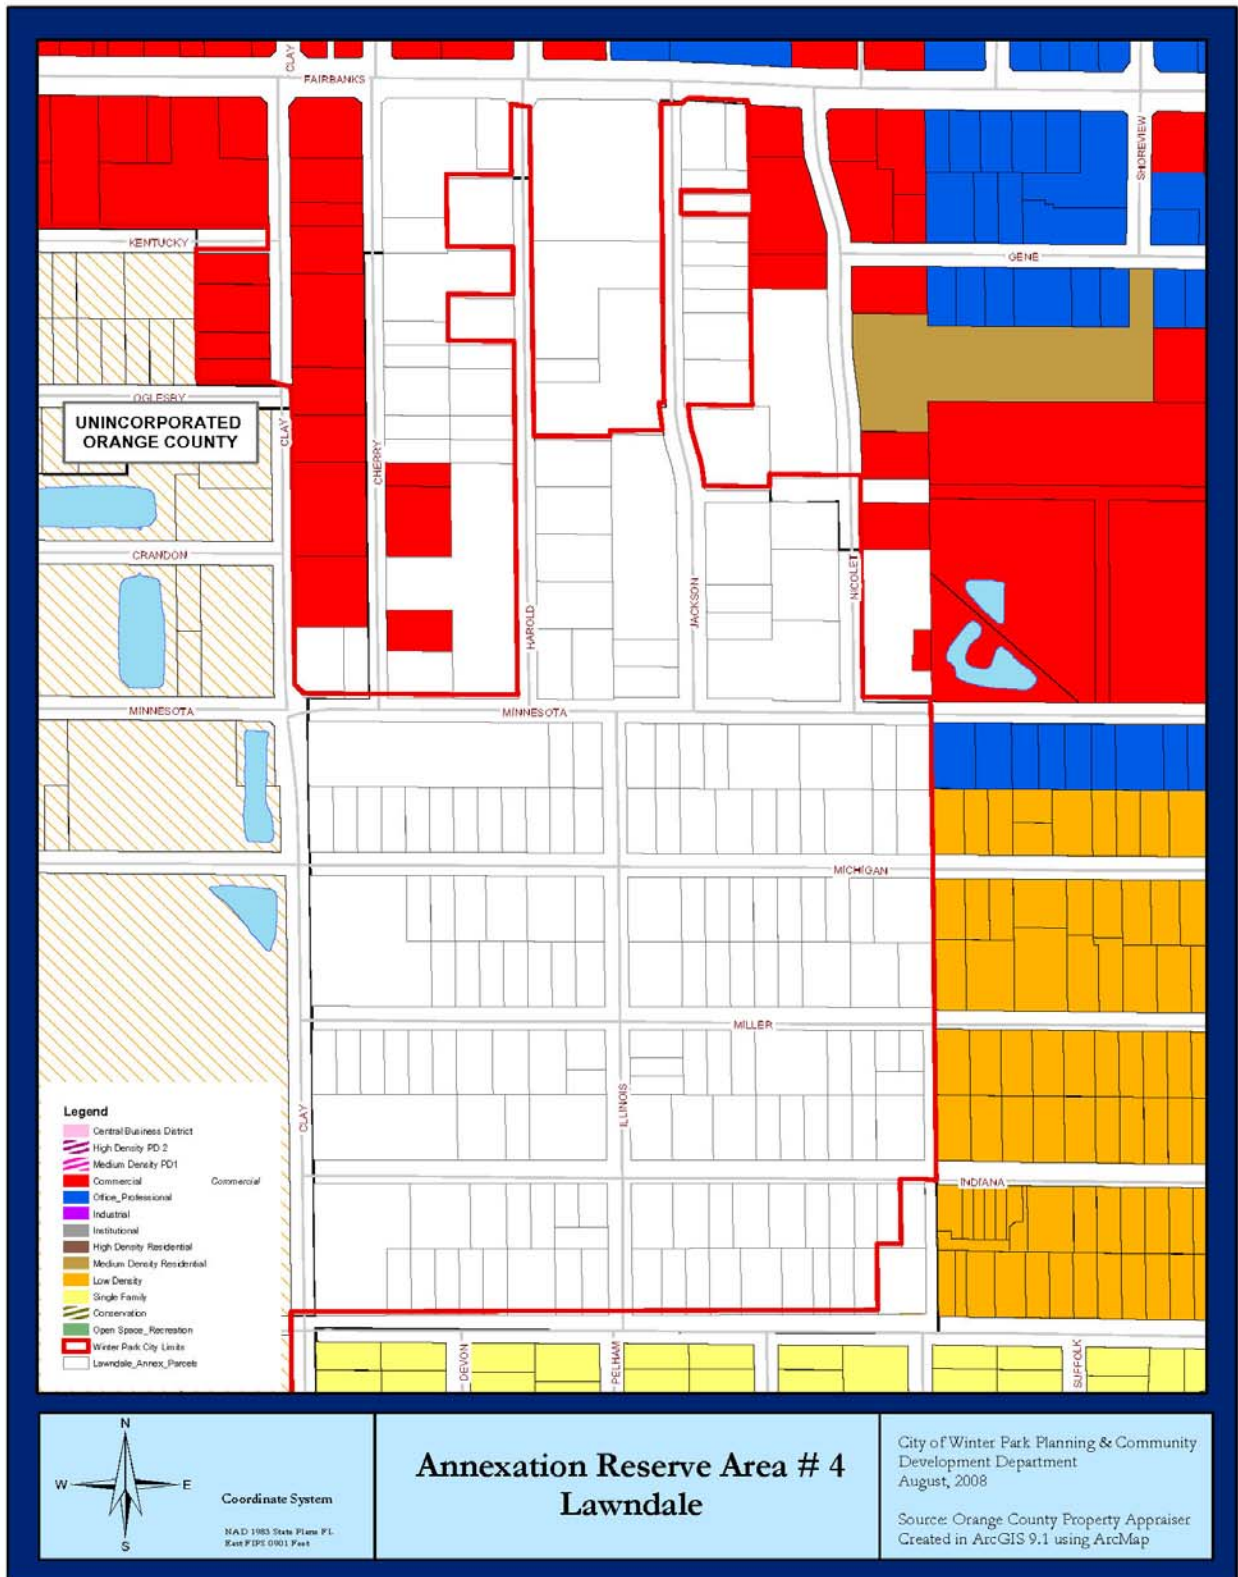 CLAY
FAIRBANKS
SHOREVIEW
KENTUCKY
GENE
OGLESBY
UNINCORPORATED
ORANGE COUNTY
CLAY
CHERRY
CRANDON
HAROLD
JACKSON
NICOLET
MINNESOTA
MINNESOTA
MICHIGAN
MILLER
ILLINOIS
CLAY
INDIANA
Legend
Central Business District
High Density PD 2
Medium Density PD1
Commercial Commercial
Office_Professional
Industrial
Institutional
High Density Residential
Medium Density Residential
Low Density
Single Family
Conservation
Open Space_Recreation
Winter Park City Limits
Lawndale_Annex_Parcels
DEVON
PELHAM
SUFFOLK
N
W E
S
Coordinate System
NAD 1983 State Plane FL
East FIPS 0901 Feet
Annexation Reserve Area # 4
Lawndale
City of Winter Park Planning & Community
Development Department
August, 2008
Source: Orange County Property Appraiser
Created in ArcGIS 9.1 using ArcMap